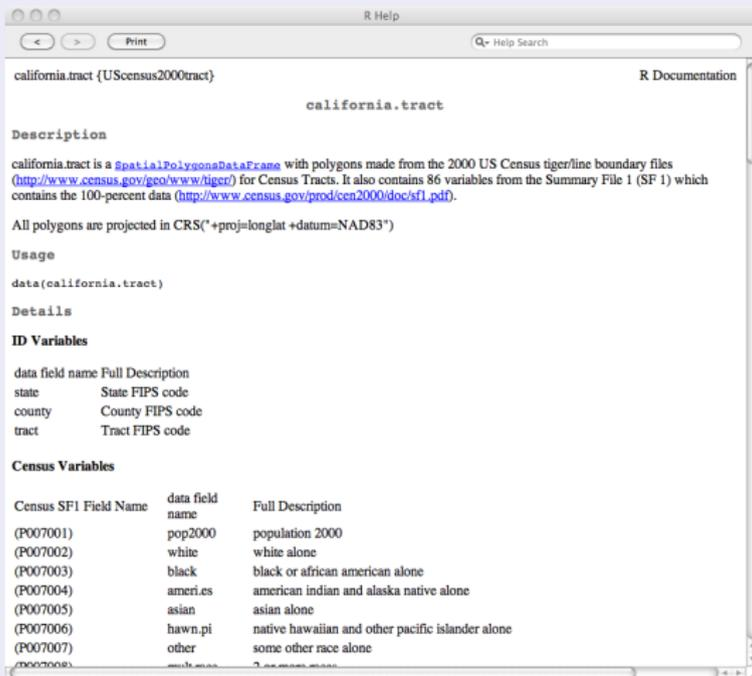 R Help
< > Print Help Search
california.tract {UScensus2000tract} R Documentation
california.tract
Description
california.tract is a SpatialPolygonsDataFrame with polygons made from the 2000 US Census tiger/line boundary files
(http://www.census.gov/geo/www/tiger/) for Census Tracts. It also contains 86 variables from the Summary File 1 (SF 1) which
contains the 100-percent data (http://www.census.gov/prod/cen2000/doc/sf1.pdf).
All polygons are projected in CRS("+proj=longlat +datum=NAD83")
Usage
data(california.tract)
Details
ID Variables
data field name Full Description
state State FIPS code
county County FIPS code
tract Tract FIPS code
Census Variables
Census SF1 Field Name data field name Full Description
(P007001) pop2000 population 2000
(P007002) white white alone
(P007003) black black or african american alone
(P007004) ameri.es american indian and alaska native alone
(P007005) asian asian alone
(P007006) hawn.pi native hawaiian and other pacific islander alone
(P007007) other some other race alone
(P007008) mult.race 2 or more races